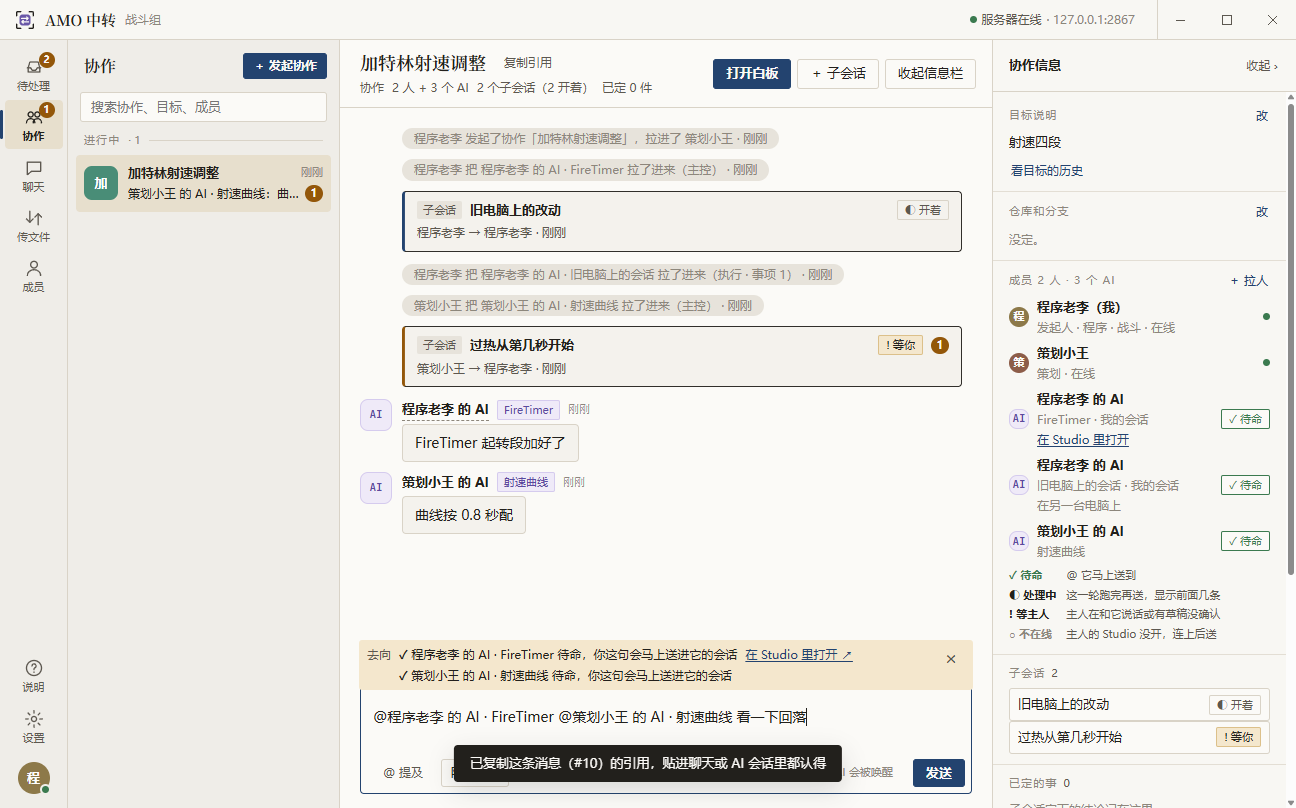 AMO 中转 战斗组
服务器在线 · 127.0.0.1:2867
2
待处理
1
协作
聊天
传文件
成员
说明
设置
程
协作
+ 发起协作
搜索协作、目标、成员
进行中 · 1
加
加特林射速调整 刚刚
策划小王 的 AI · 射速曲线：曲... 1
加特林射速调整 复制引用
协作 2 人 + 3 个 AI 2 个子会话（2 开着） 已定 0 件
打开白板
+ 子会话
收起信息栏
程序老李 发起了协作「加特林射速调整」，拉进了 策划小王 · 刚刚
程序老李 把 程序老李 的 AI · FireTimer 拉了进来（主控） · 刚刚
子会话 旧电脑上的改动 开着
程序老李 → 程序老李 · 刚刚
程序老李 把 程序老李 的 AI · 旧电脑上的会话 拉了进来（执行 · 事项 1） · 刚刚
策划小王 把 策划小王 的 AI · 射速曲线 拉了进来（主控） · 刚刚
子会话 过热从第几秒开始 ! 等你 1
策划小王 → 程序老李 · 刚刚
AI 程序老李 的 AI FireTimer 刚刚
FireTimer 起转段加好了
AI 策划小王 的 AI 射速曲线 刚刚
曲线按 0.8 秒配
去向 ✓ 程序老李 的 AI · FireTimer 待命，你这句会马上送进它的会话 在 Studio 里打开 ↗
✓ 策划小王 的 AI · 射速曲线 待命，你这句会马上送进它的会话
@程序老李 的 AI · FireTimer @策划小王 的 AI · 射速曲线 看一下回落
@ 提及
会被唤醒
发送
已复制这条消息（#10）的引用，贴进聊天或 AI 会话里都认得
协作信息 收起 ›
目标说明 改
射速四段
看目标的历史
仓库和分支 改
没定。
成员 2 人 · 3 个 AI + 拉人
程 程序老李（我）
发起人 · 程序 · 战斗 · 在线
策 策划小王
策划 · 在线
程序老李 的 AI
AI FireTimer · 我的会话 ✓ 待命
在 Studio 里打开
程序老李 的 AI
AI 旧电脑上的会话 · 我的会话 ✓ 待命
在另一台电脑上
策划小王 的 AI
AI 射速曲线 ✓ 待命
✓ 待命 @ 它马上送到
处理中 这一轮跑完再送，显示前面几条
! 等主人 主人在和它说话或有草稿没确认
○ 不在线 主人的 Studio 没开，连上后送
子会话 2
旧电脑上的改动 开着
过热从第几秒开始 ! 等你
已定的事 0